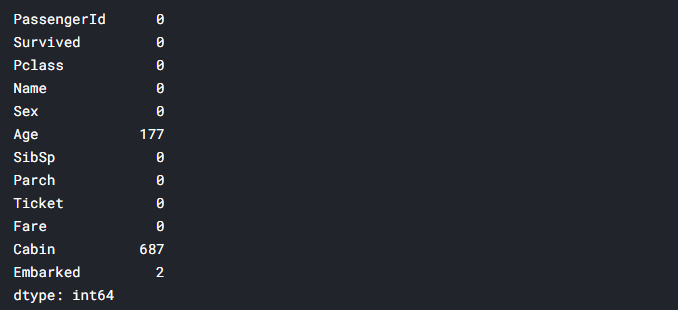 PassengerId 0
Survived 0
Pclass 0
Name 0
Sex 0
Age 177
SibSp 0
Parch 0
Ticket 0
Fare 0
Cabin 687
Embarked 2
dtype: int64